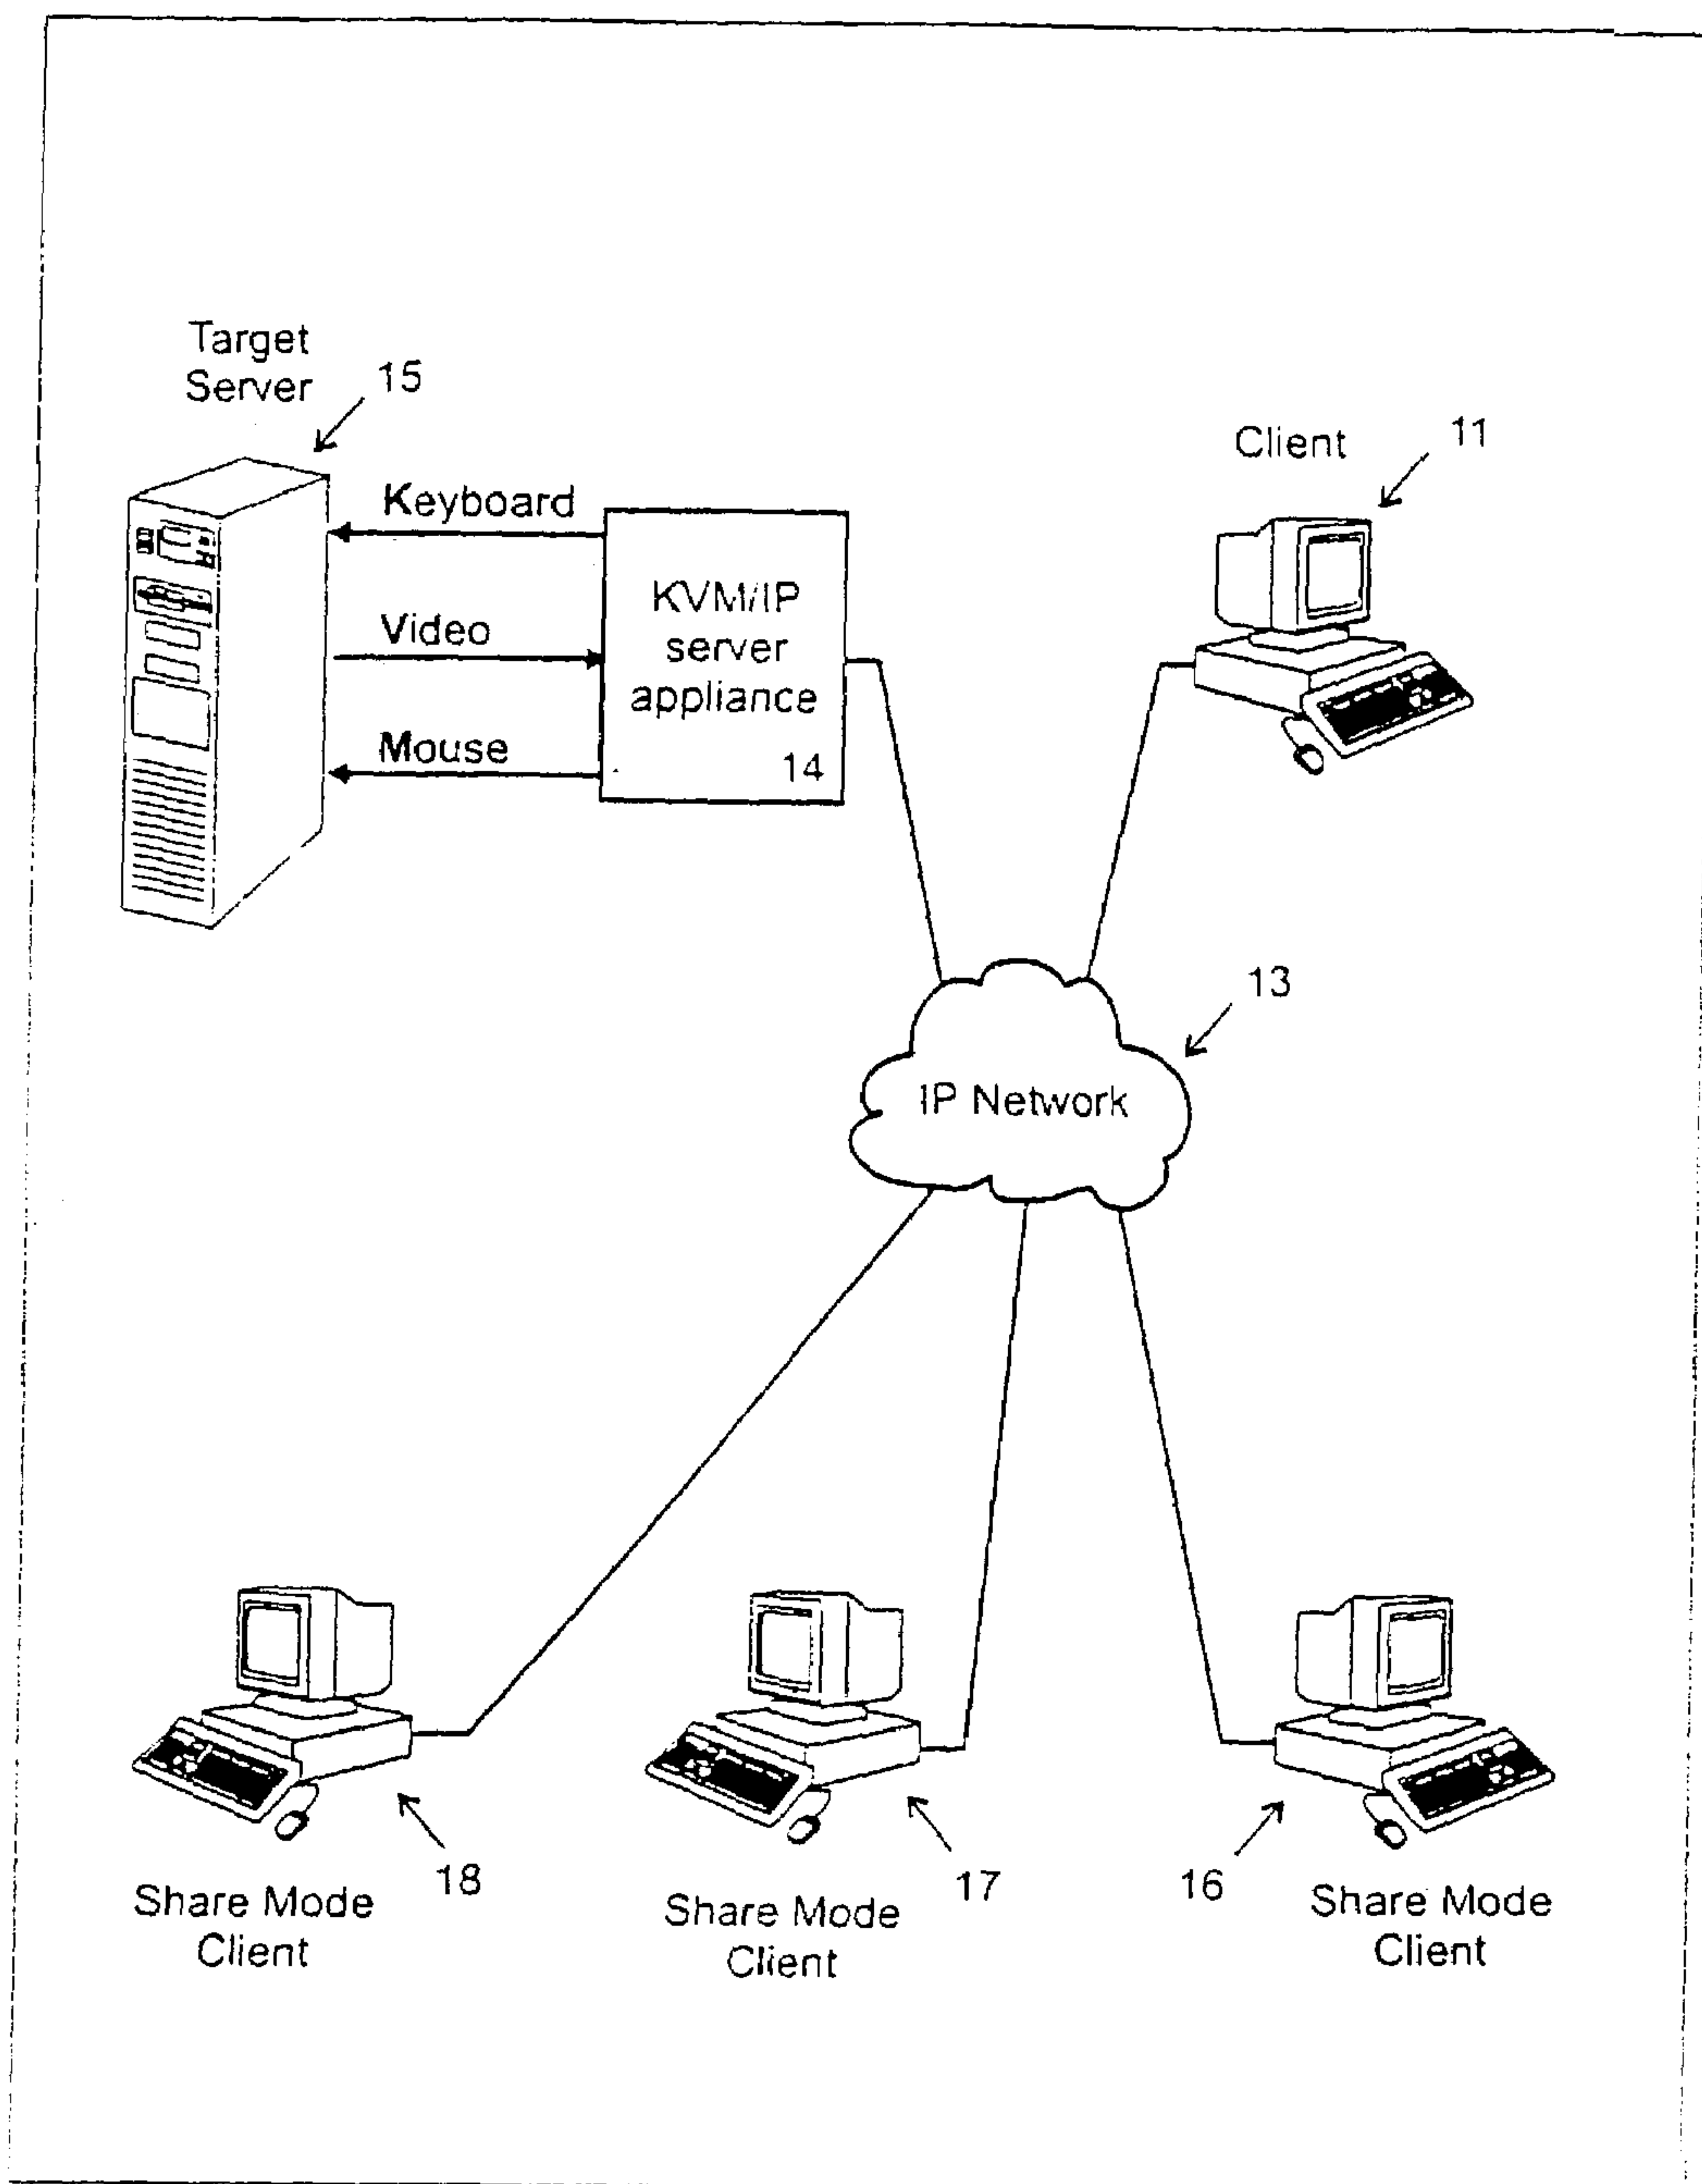 Target
Server
15
Keyboard
Video
Mouse
KVM/IP
server
appliance
14
Client
11
13
IP Network
18
Share Mode
Client
17
Share Mode
Client
16
Share Mode
Client